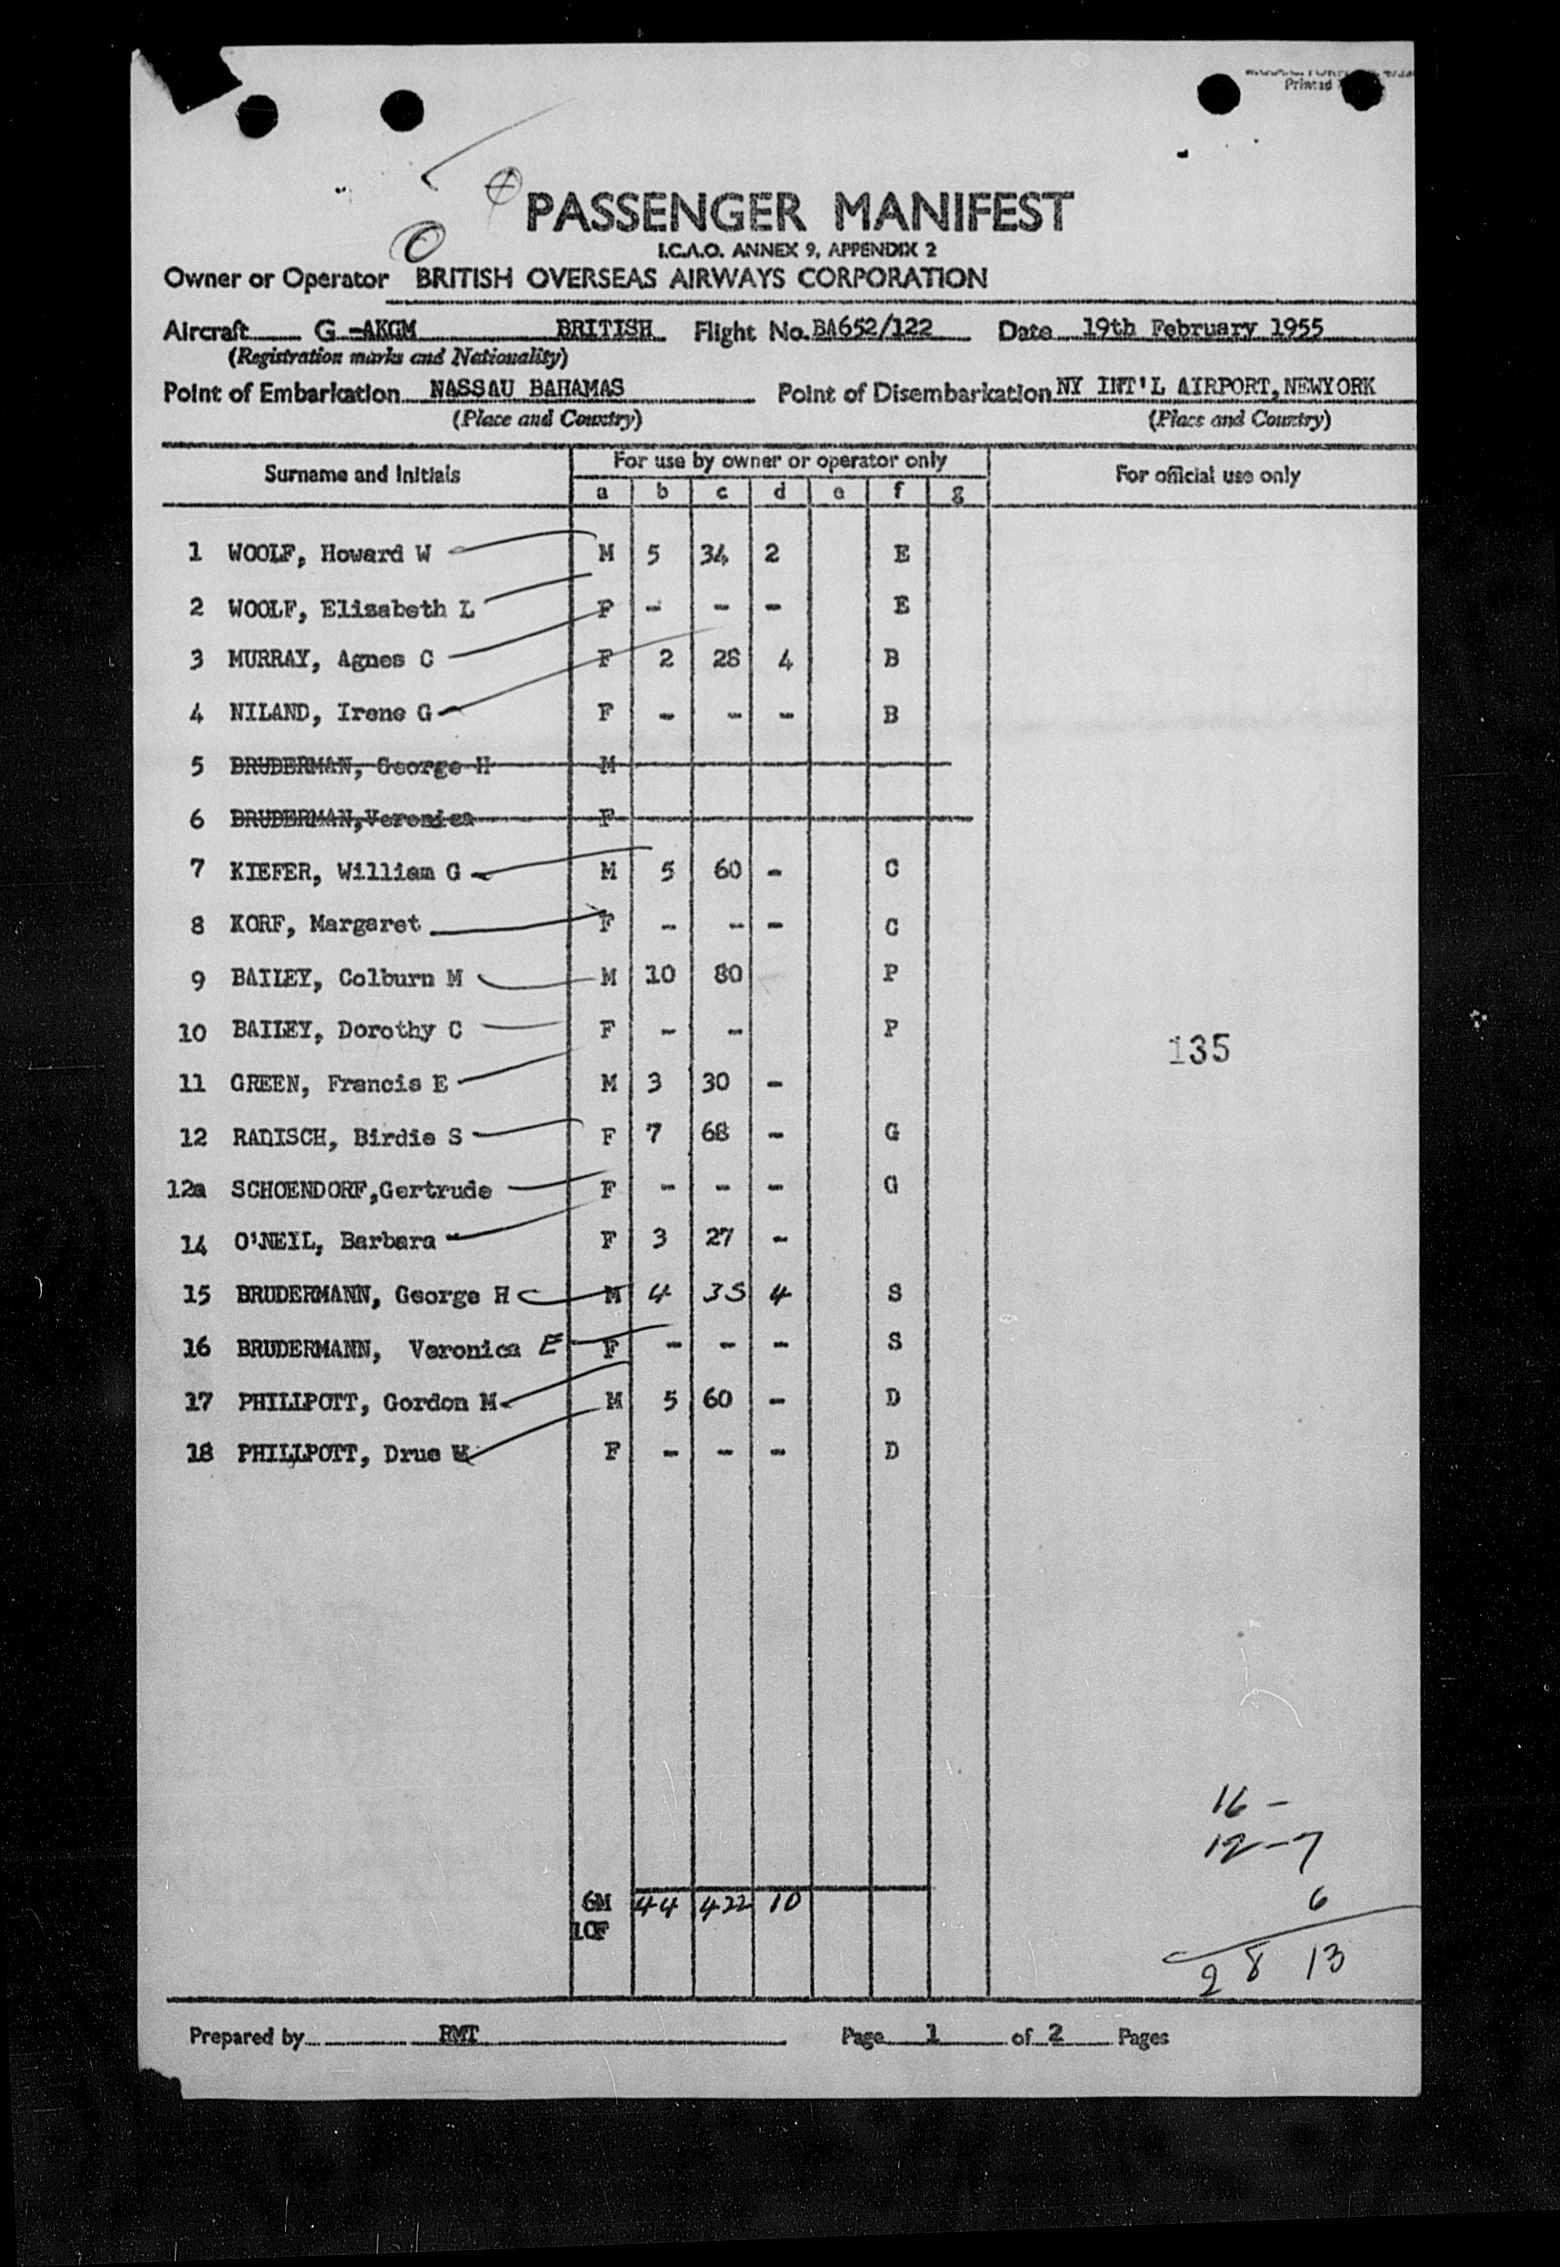 Printed
PASSENGER MANIFEST
I.C.A.O. ANNEX 9, APPENDIX 2
Owner or Operator BRITISH OVERSEAS AIRWAYS CORPORATION
Aircraft G-AKGM BRITISH Flight No. BA652/122 Date 19th February 1955
(Registration marks and Nationality)
Point of Embarkation NASSAU BAHAMAS Point of Disembarkation NY INT'L AIRPORT, NEWYORK
(Place and Country) (Place and Country)
Surname and Initials For use by owner or operator only For official use only
a b c d e f g
1 WOOLF, Howard W M 5 34 2 E
2 WOOLF, Elizabeth L F - - - E
3 MURRAY, Agnes C F 2 28 4 B
4 NILAND, Irene G F - - - B
5 BRUDERMAN, George H M
6 BRUDERMAN,Veronica F
7 KIEFER, William G M 5 60 - C
8 KORF, Margaret F - - - C
9 BAILEY, Colburn M M 10 80 P
10 BAILEY, Dorothy C F - - P
11 GREEN, Francis E M 3 30 -
12 RADISCH, Birdie S F 7 68 - G
12a SCHOENDORF,Gertrude F - - - G
14 O'NEIL, Barbara F 3 27 -
15 BRUDERMANN, George H M 4 35 4 S
16 BRUDERMANN, Veronica E F - - - S
17 PHILLPOTT, Gordon M M 5 60 - D
18 PHILLPOTT, Drue W F - - - D
135
16 -
12 - 7
6
28 13
6M 44 422 10
10F
Prepared by RMT Page 1 of 2 Pages